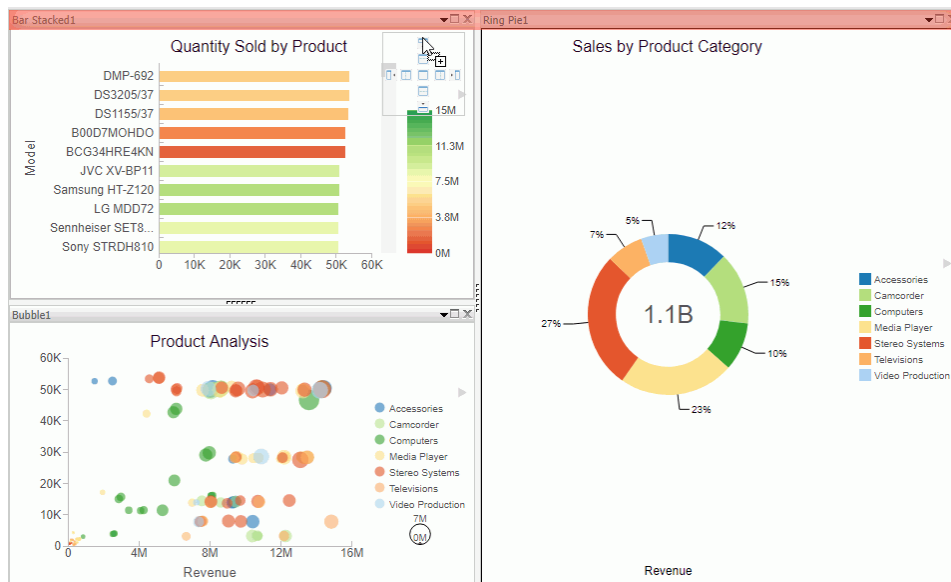 Bar Stacked1
Quantity Sold by Product
Model
DMP-692
DS3205/37
DS1155/37
B00D7MOHDO
BCG34HRE4KN
JVC XV-BP11
Samsung HT-Z120
LG MDD72
Sennheiser SET8...
Sony STRDH810
0 10K 20K 30K 40K 50K 60K
15M
11.3M
7.5M
3.8M
0M
Bubble1
Product Analysis
60K
50K
40K
30K
20K
10K
0
0 4M 8M 12M 16M
Revenue
Accessories
Camcorder
Computers
Media Player
Stereo Systems
Televisions
Video Production
7M
0M
Ring Pie1
Sales by Product Category
5%
12%
7%
15%
27%
1.1B
10%
23%
Accessories
Camcorder
Computers
Media Player
Stereo Systems
Televisions
Video Production
Revenue